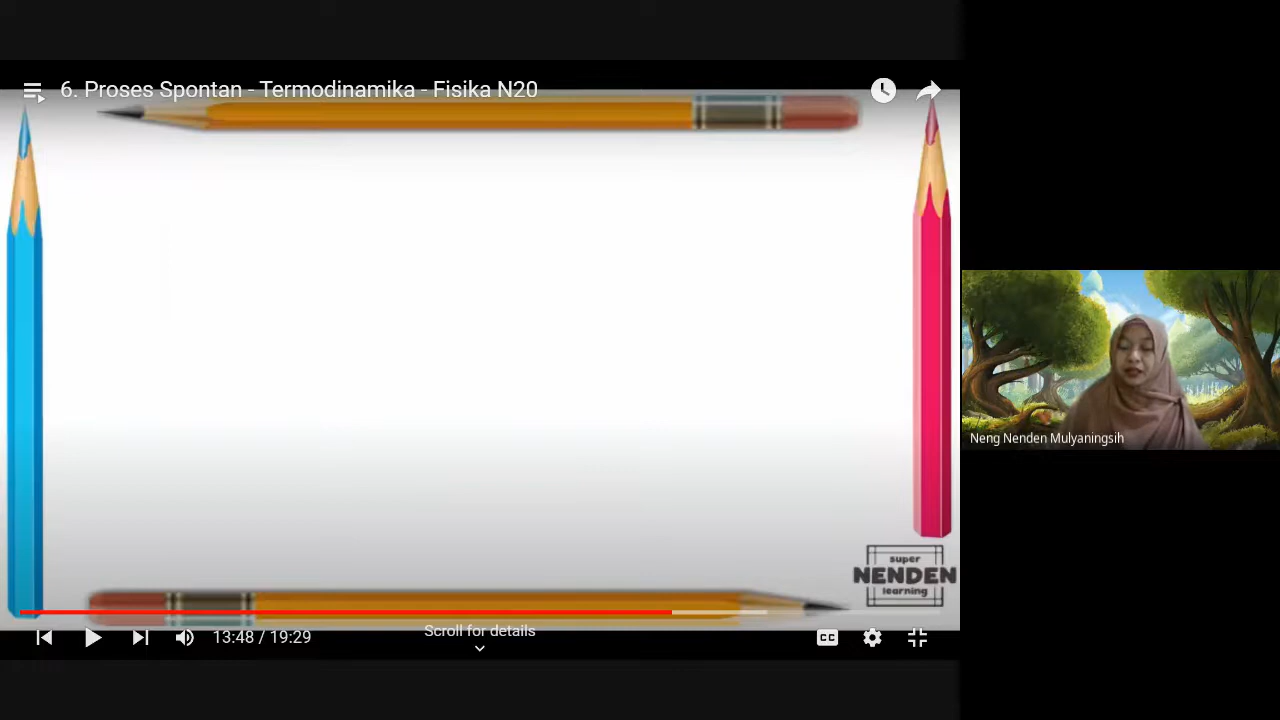 6. Proses Spontan - Termodinamika - Fisika N20
Neng Nenden Mulyaningsih
super
NENDEN
learning
13:48 / 19:29
Scroll for details
CC